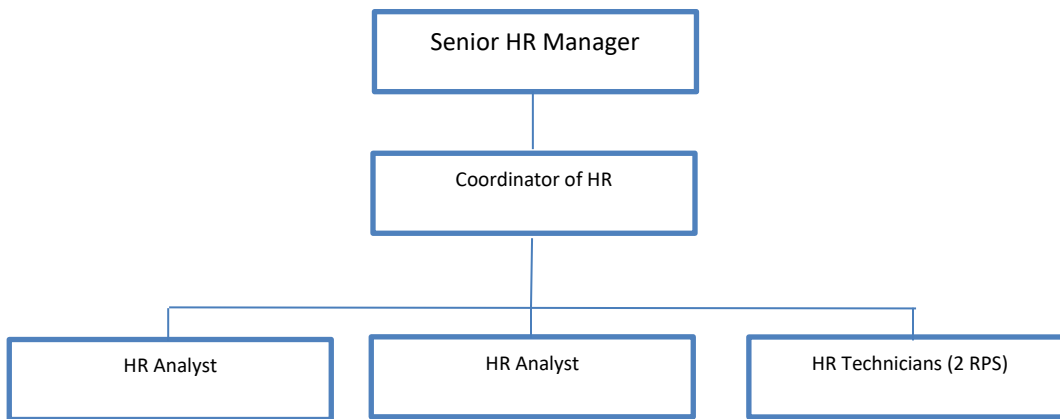 Senior HR Manager
Coordinator of HR
HR Analyst
HR Analyst
HR Technicians (2 RPS)